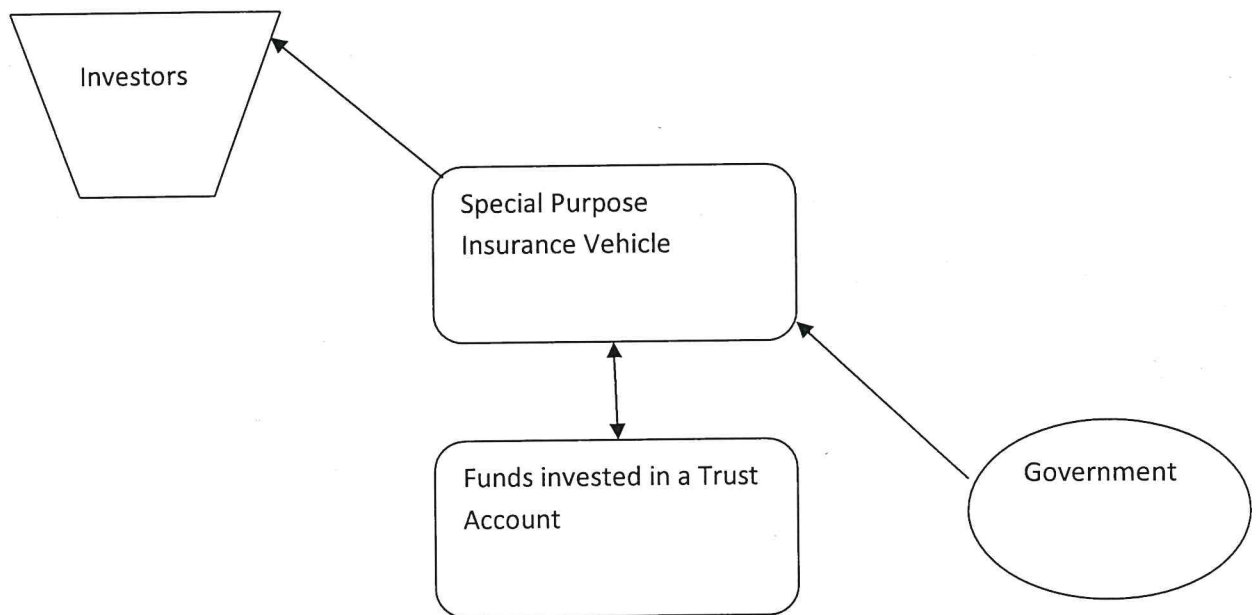 Investors
Special Purpose
Insurance Vehicle
Funds invested in a Trust
Account
Government